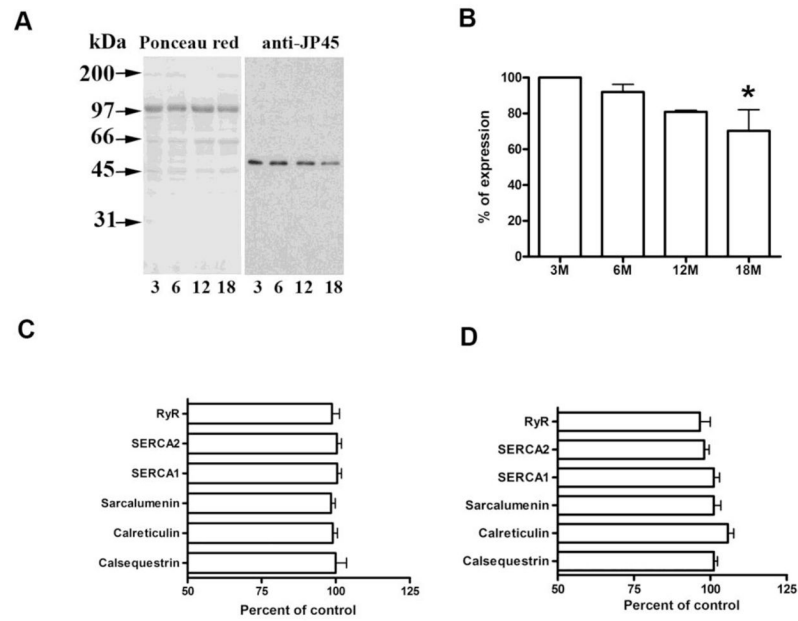 A
kDa Ponceau red anti-JP45
200
97
66
45
31
3 6 12 18 3 6 12 18
B
% of expression
100
80
60
40
20
0
*
3M 6M 12M 18M
C
RyR
SERCA2
SERCA1
Sarcalumenin
Calreticulin
Calsequestrin
50 75 100 125
Percent of control
D
RyR
SERCA2
SERCA1
Sarcalumenin
Calreticulin
Calsequestrin
50 75 100 125
Percent of control